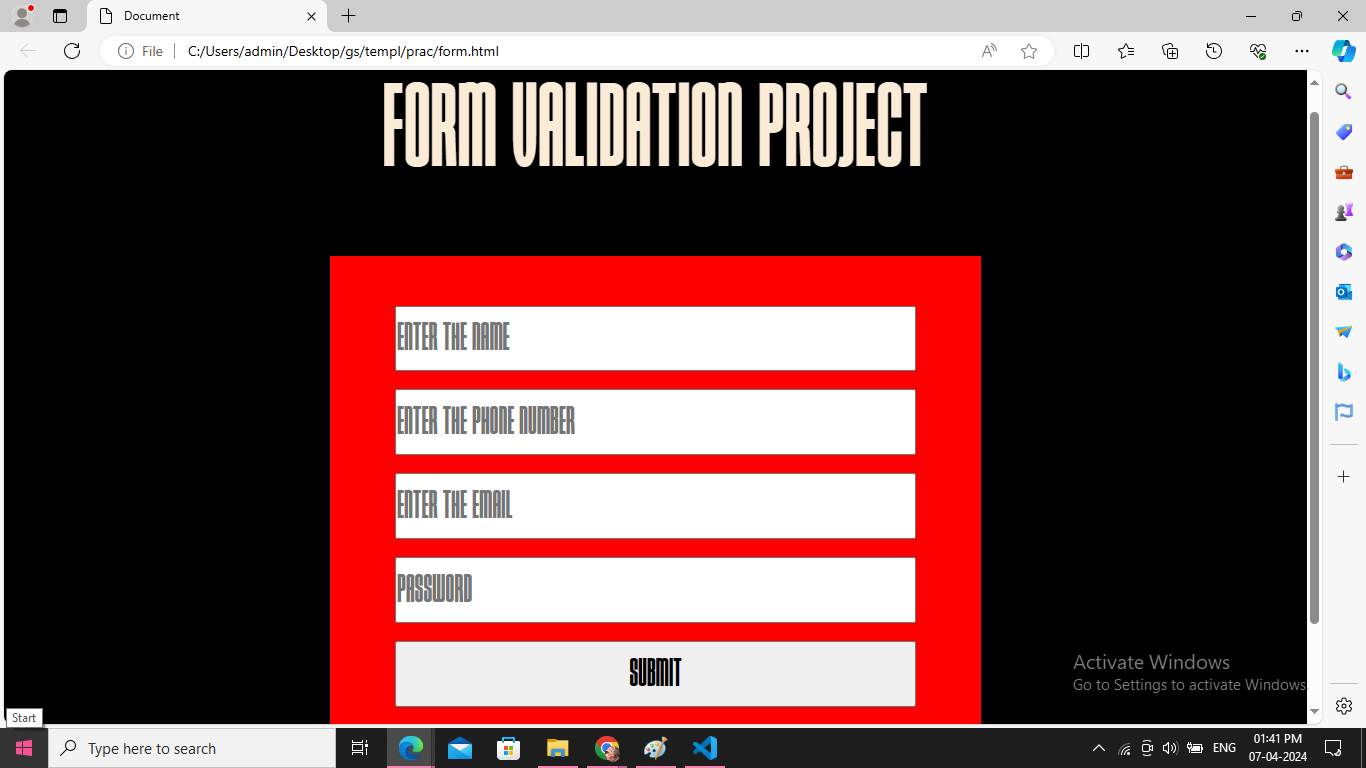 Document
File
C:/Users/admin/Desktop/gs/templ/prac/form.html
FORM VALIDATION PROJECT
ENTER THE NAME
ENTER THE PHONE NUMBER
ENTER THE EMAIL
PASSWORD
SUBMIT
Activate Windows
Go to Settings to activate Windows.
Start
Type here to search
ENG
01:41 PM
07-04-2024